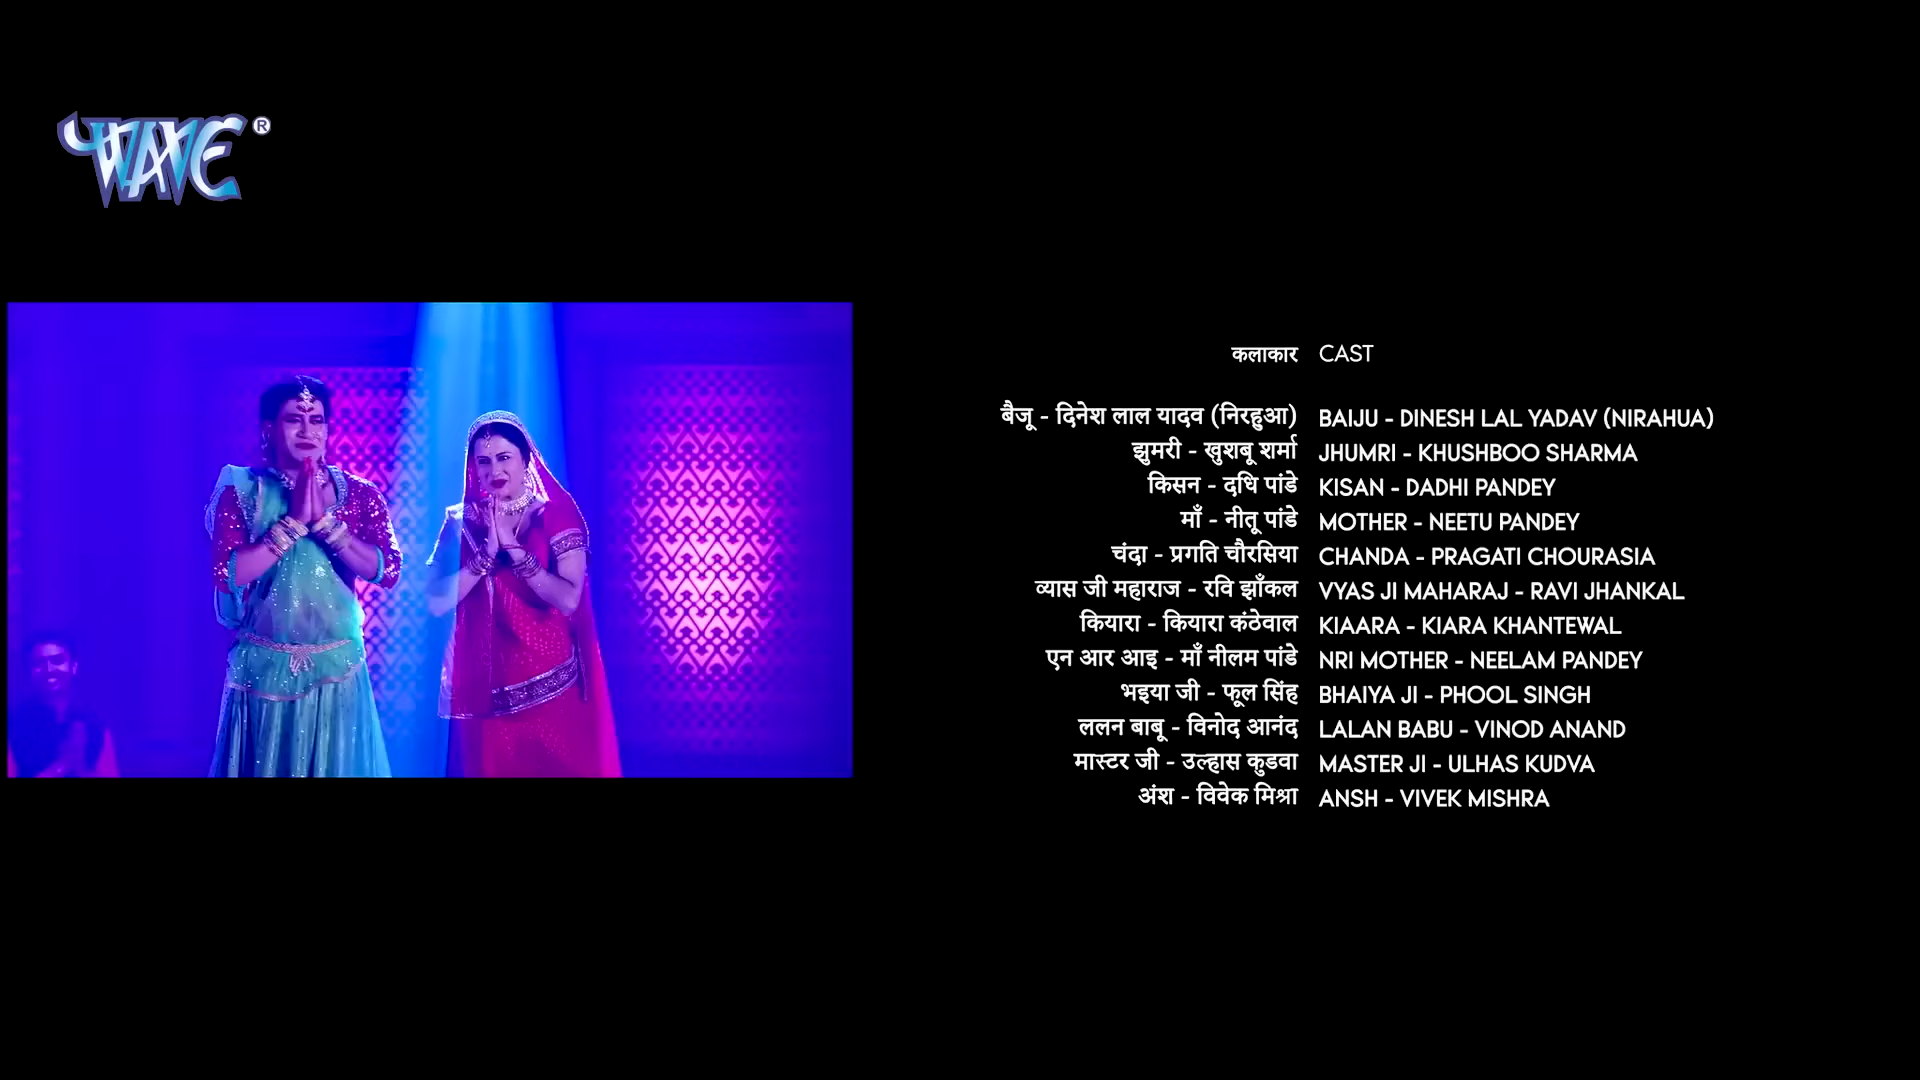 WAVE ®
कलाकार CAST
बैजू - दिनेश लाल यादव (निरहुआ) BAIJU - DINESH LAL YADAV (NIRAHUA)
झुमरी - खुशबू शर्मा JHUMRI - KHUSHBOO SHARMA
किसन - दधि पांडे KISAN - DADHI PANDEY
माँ - नीतू पांडे MOTHER - NEETU PANDEY
चंदा - प्रगति चौरसिया CHANDA - PRAGATI CHOURASIA
व्यास जी महाराज - रवि झाँकल VYAS JI MAHARAJ - RAVI JHANKAL
कियारा - कियारा कंठेवाल KIAARA - KIARA KHANTEWAL
एन आर आइ - माँ नीलम पांडे NRI MOTHER - NEELAM PANDEY
भइया जी - फूल सिंह BHAIYA JI - PHOOL SINGH
ललन बाबू - विनोद आनंद LALAN BABU - VINOD ANAND
मास्टर जी - उल्हास कुडवा MASTER JI - ULHAS KUDVA
अंश - विवेक मिश्रा ANSH - VIVEK MISHRA